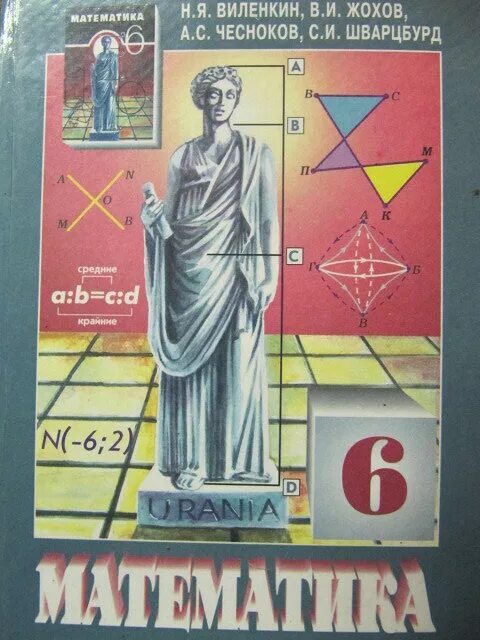 Н.Я. ВИЛЕНКИН, В.И. ЖОХОВ,
А.С. ЧЕСНОКОВ, С.И. ШВАРЦБУРД
МАТЕМАТИКА
6
A
B
C
D
В
С
П
М
К
A
N
O
M
B
А
Г
Б
В
средние
a:b=c:d
крайние
N(-6;2)
6
URANIA
МАТЕМАТИКА